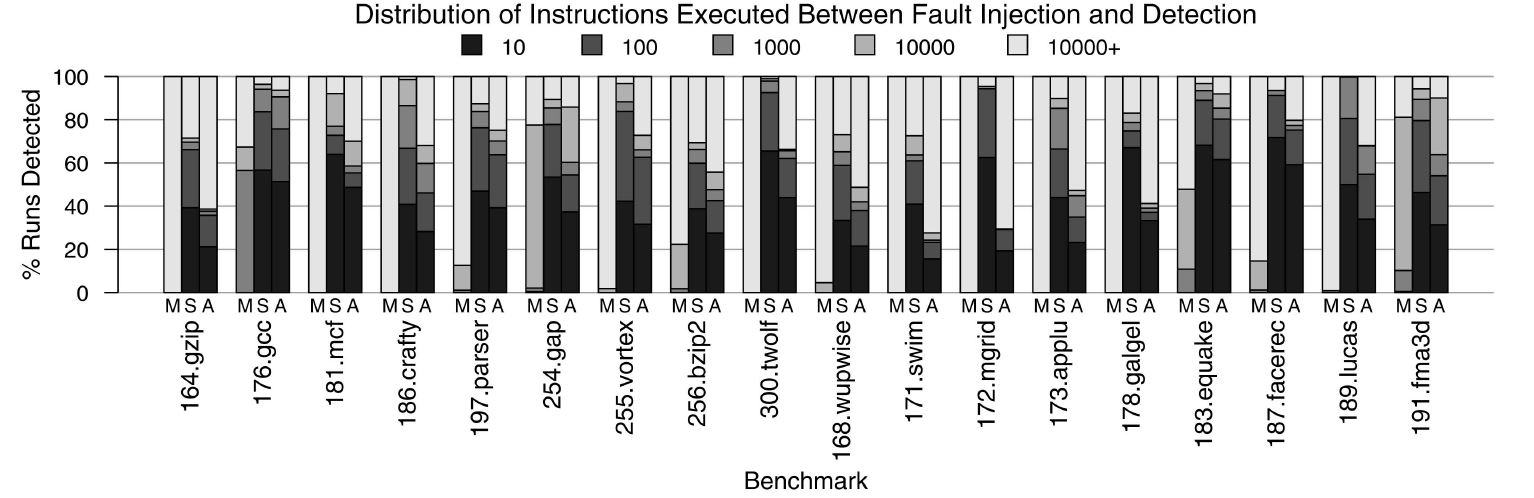 Distribution of Instructions Executed Between Fault Injection and Detection
10 100 1000 10000 10000+
% Runs Detected
100
80
60
40
20
0
M S A M S A M S A M S A M S A M S A M S A M S A M S A M S A M S A M S A M S A M S A M S A M S A M S A M S A
164.gzip
176.gcc
181.mcf
186.crafty
197.parser
254.gap
255.vortex
256.bzip2
300.twolf
168.wupwise
171.swim
172.mgrid
173.applu
178.galgel
183.equake
187.facerec
189.lucas
191.fma3d
Benchmark